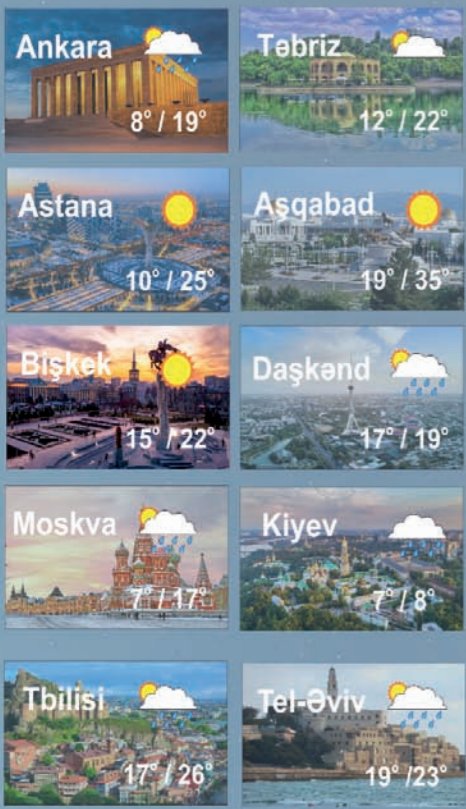 Ankara
8° / 19°
Təbriz
12° / 22°
Astana
10° / 25°
Aşqabad
19° / 35°
Bişkek
15° / 22°
Daşkənd
17° / 19°
Moskva
7° / 17°
Kiyev
7° / 8°
Tbilisi
17° / 26°
Tel-Əviv
19° /23°